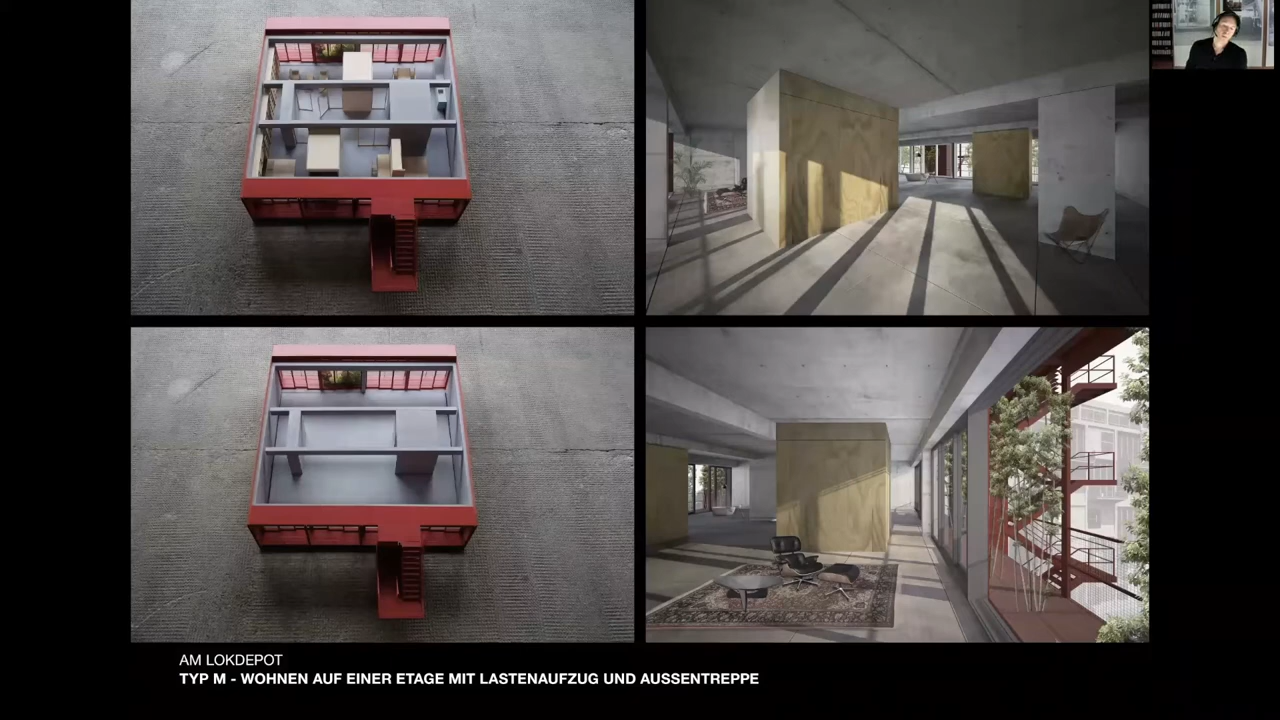 AM LOKDEPOT
TYP M - WOHNEN AUF EINER ETAGE MIT LASTENAUFZUG UND AUSSENTREPPE